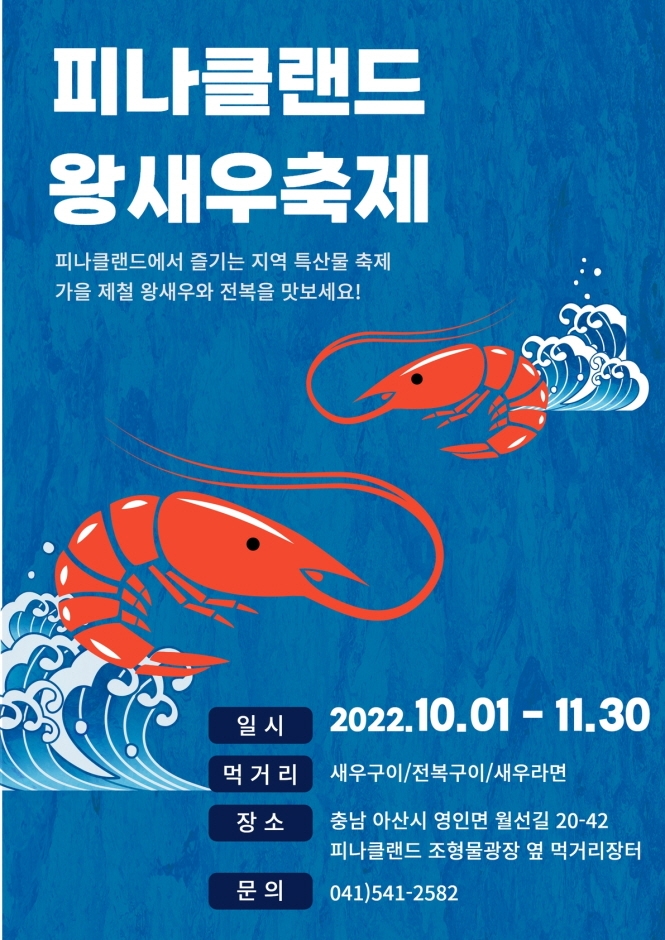 피나클랜드
왕새우축제
피나클랜드에서 즐기는 지역 특산물 축제
가을 제철 왕새우와 전복을 맛보세요!
일 시 2022.10.01 - 11.30
먹 거 리 새우구이/전복구이/새우라면
장 소 충남 아산시 영인면 월선길 20-42
피나클랜드 조형물광장 옆 먹거리장터
문 의 041)541-2582